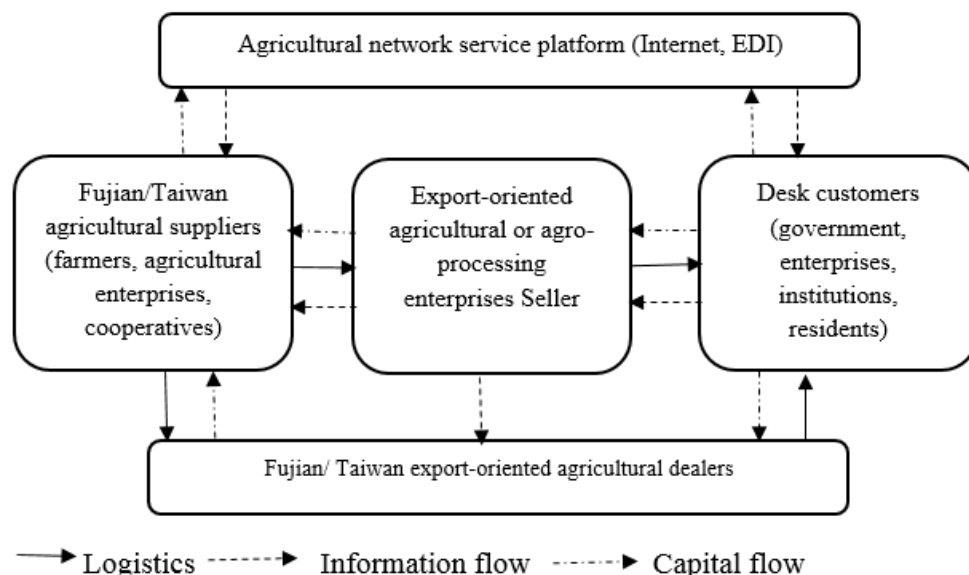 Agricultural network service platform (Internet, EDI)
Fujian/Taiwan
agricultural suppliers
(farmers, agricultural
enterprises,
cooperatives)
Export-oriented
agricultural or agro-
processing
enterprises Seller
Desk customers
(government,
enterprises,
institutions,
residents)
Fujian/ Taiwan export-oriented agricultural dealers
Logistics
Information flow
Capital flow